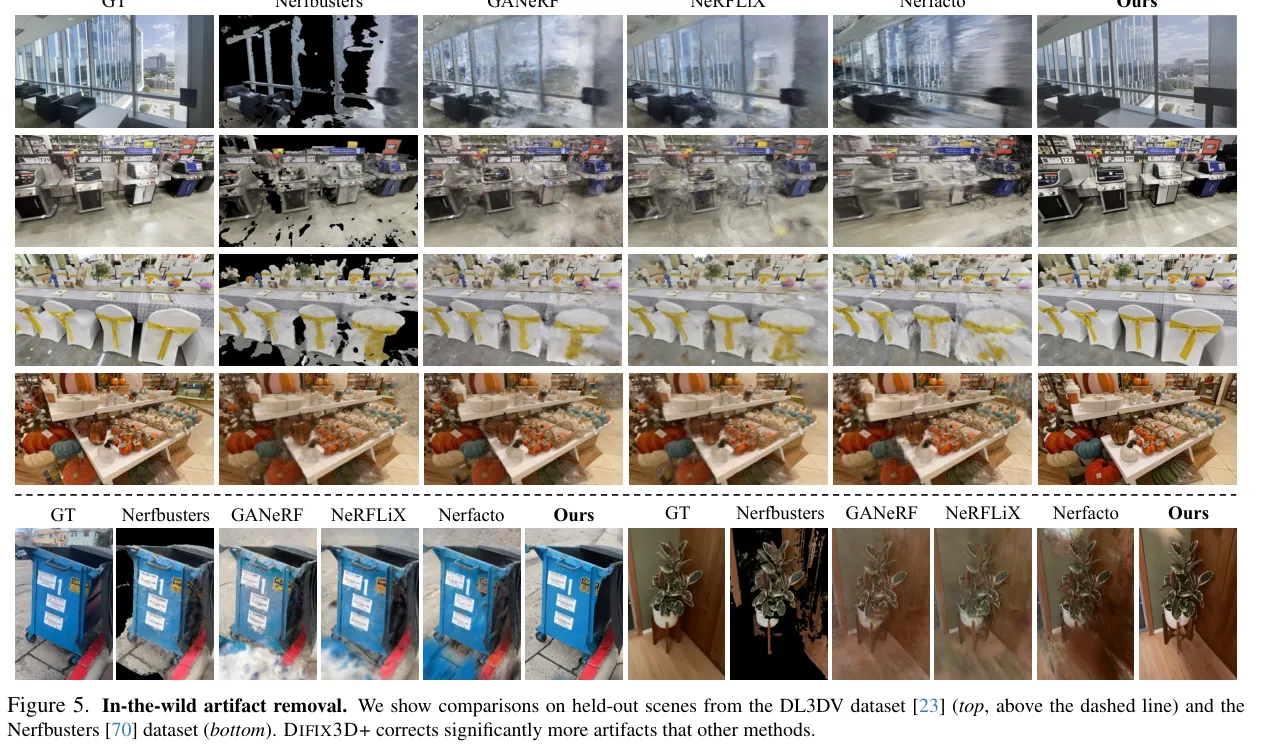 GT Nerfbusters GANeRF NeRFLiX Nerfacto Ours
GT Nerfbusters GANeRF NeRFLiX Nerfacto Ours GT Nerfbusters GANeRF NeRFLiX Nerfacto Ours
Figure 5. In-the-wild artifact removal. We show comparisons on held-out scenes from the DL3DV dataset [23] (top, above the dashed line) and the
Nerfbusters [70] dataset (bottom). DIFIX3D+ corrects significantly more artifacts that other methods.